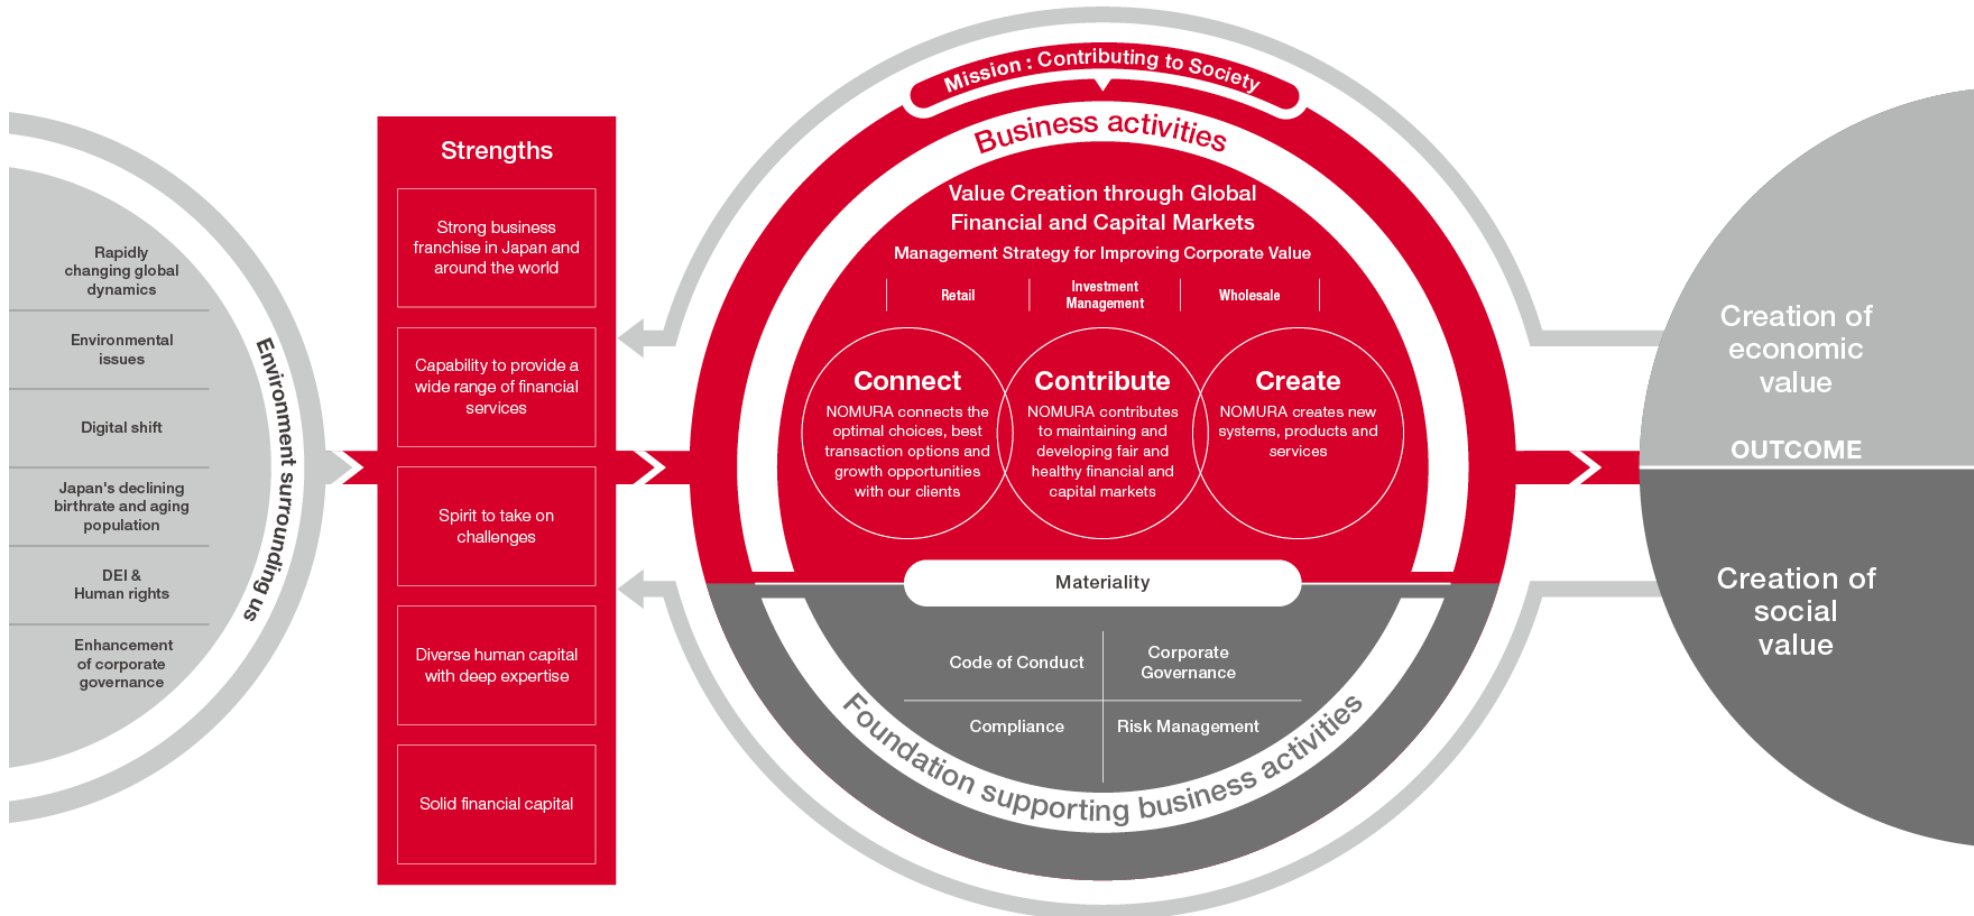 Rapidly
changing global
dynamics
Environmental
issues
Digital shift
Japan's declining
birthrate and aging
population
DEI &
Human rights
Enhancement
of corporate
governance
Environment surrounding us
Strengths
Strong business
franchise in Japan and
around the world
Capability to provide a
wide range of financial
services
Spirit to take on
challenges
Diverse human capital
with deep expertise
Solid financial capital
Mission : Contributing to Society
Business activities
Value Creation through Global
Financial and Capital Markets
Management Strategy for Improving Corporate Value
Retail
Investment
Management
Wholesale
Connect
NOMURA connects the
optimal choices, best
transaction options and
growth opportunities
with our clients
Contribute
NOMURA contributes
to maintaining and
developing fair and
healthy financial and
capital markets
Create
NOMURA creates new
systems, products and
services
Materiality
Code of Conduct
Corporate
Governance
Compliance
Risk Management
Foundation supporting business activities
Creation of
economic
value
OUTCOME
Creation of
social
value